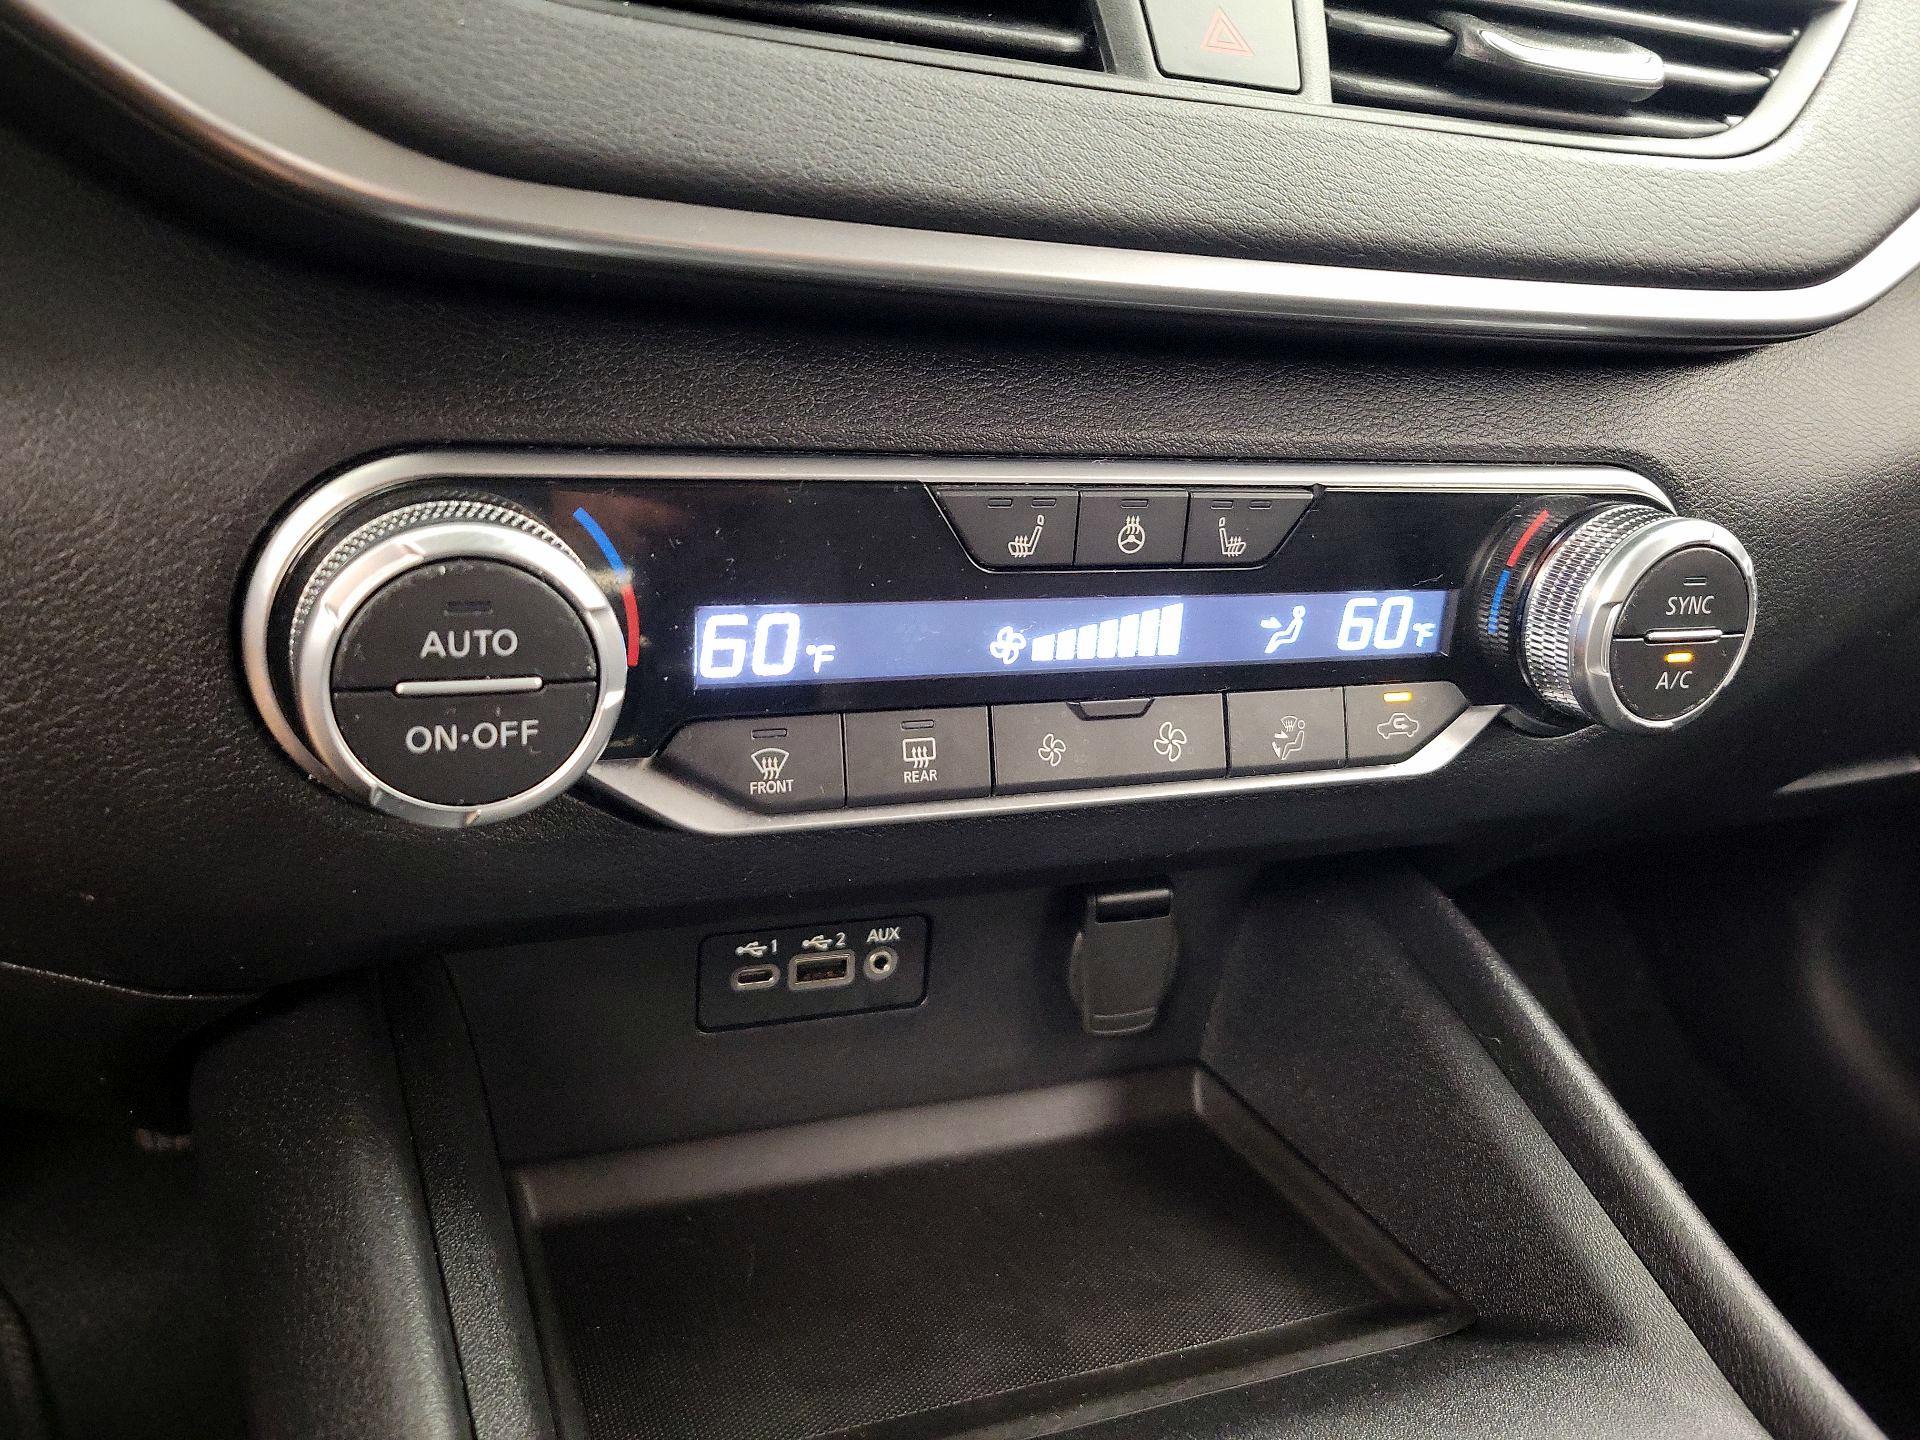 AUTO
ON·OFF
60°F
60°F
SYNC
A/C
FRONT
REAR
1
2
AUX